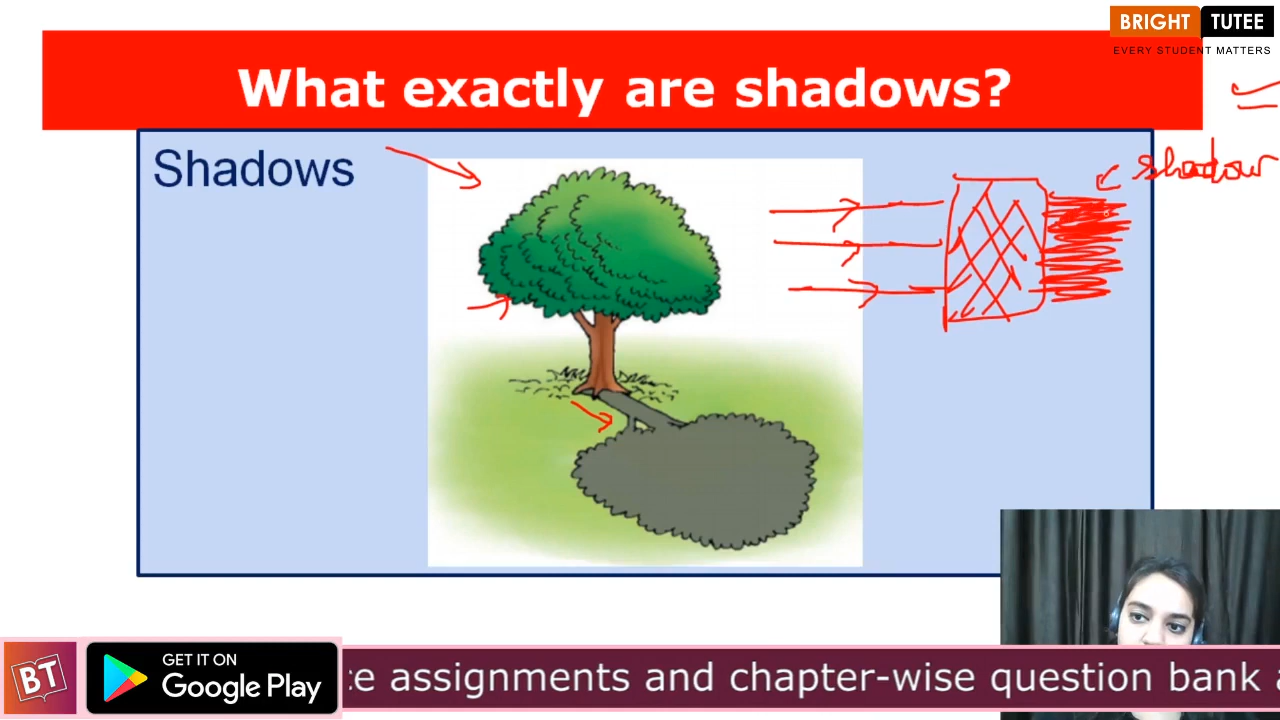 BRIGHT TUTEE
EVERY STUDENT MATTERS
What exactly are shadows?
Shadows
shadow
BT
GET IT ON
Google Play
assignments and chapter-wise question bank